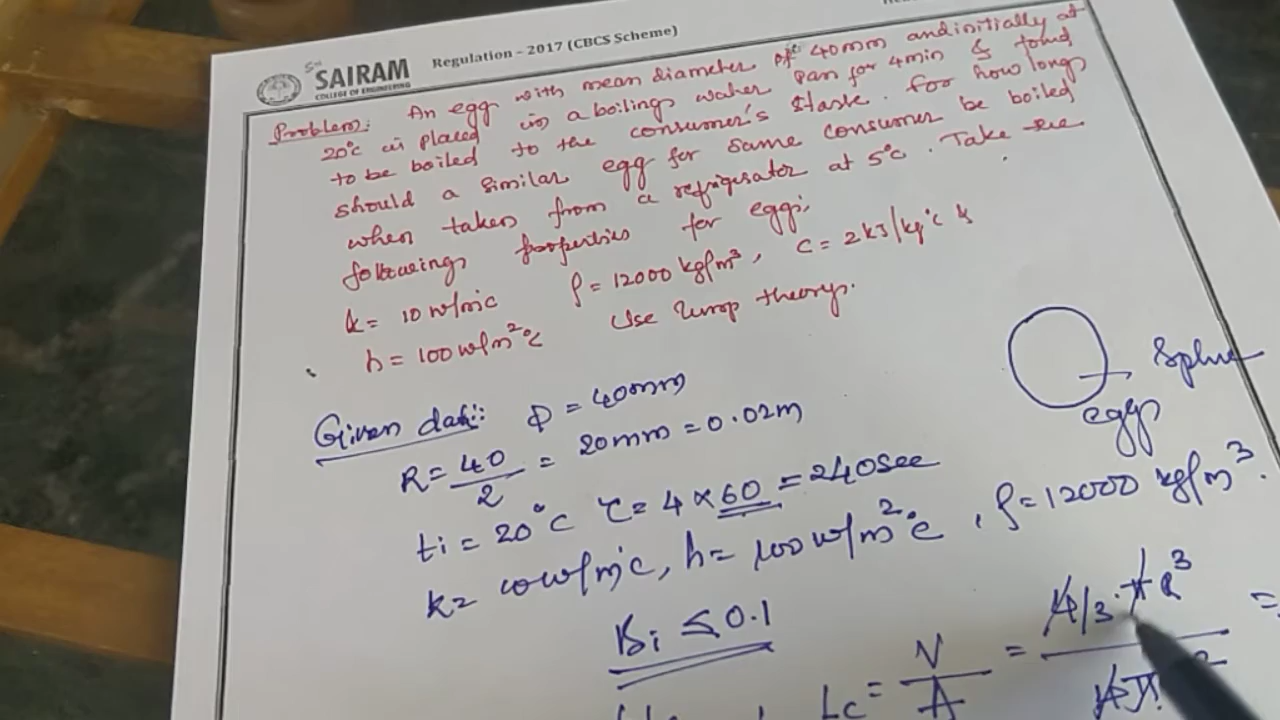 Regulation – 2017 (CBCS Scheme)
Sri
SAIRAM
COLLEGE OF ENGINEERING
Problem: An egg with mean diameter of 40mm and initially at
20°C is placed in a boiling water pan for 4min & found
to be boiled to the consumer's taste. For how long
should a similar egg for same consumer be boiled
when taken from a refrigerator at 5°C. Take the
following properties for egg:
k = 10 W/m°C ρ = 12000 kg/m³, C = 2 kJ/kg°C &
h = 100 W/m²°C Use lump theory.
Given data: Φ = 40mm
R = 40/2 = 20mm = 0.02m
ti = 20°C τ = 4 × 60 = 240sec
k = 10 W/m°C, h = 100 W/m²°C, ρ = 12000 kg/m³.
Sphere
egg
Bi ≤ 0.1
Lc = V/A = 4/3 · π R³ =